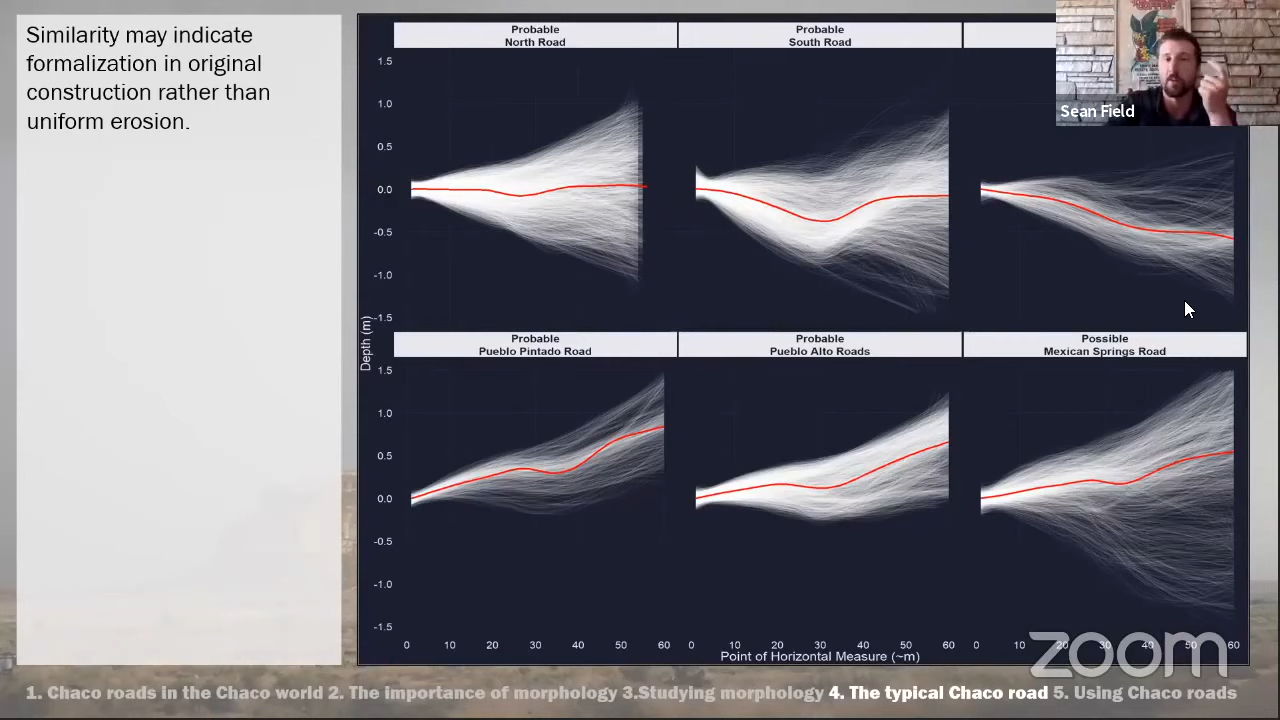 Similarity may indicate
formalization in original
construction rather than
uniform erosion.
Probable
North Road
Probable
South Road
Sean Field
1.5
1.0
0.5
0.0
-0.5
-1.0
-1.5
Depth (m)
Probable
Pueblo Pintado Road
Probable
Pueblo Alto Roads
Possible
Mexican Springs Road
1.5
1.0
0.5
0.0
-0.5
-1.0
-1.5
0 10 20 30 40 50 60
0 10 20 30 40 50 60
0 10 20 30 40 50 60
Point of Horizontal Measure (~m)
zoom
1. Chaco roads in the Chaco world 2. The importance of morphology 3.Studying morphology 4. The typical Chaco road 5. Using Chaco roads